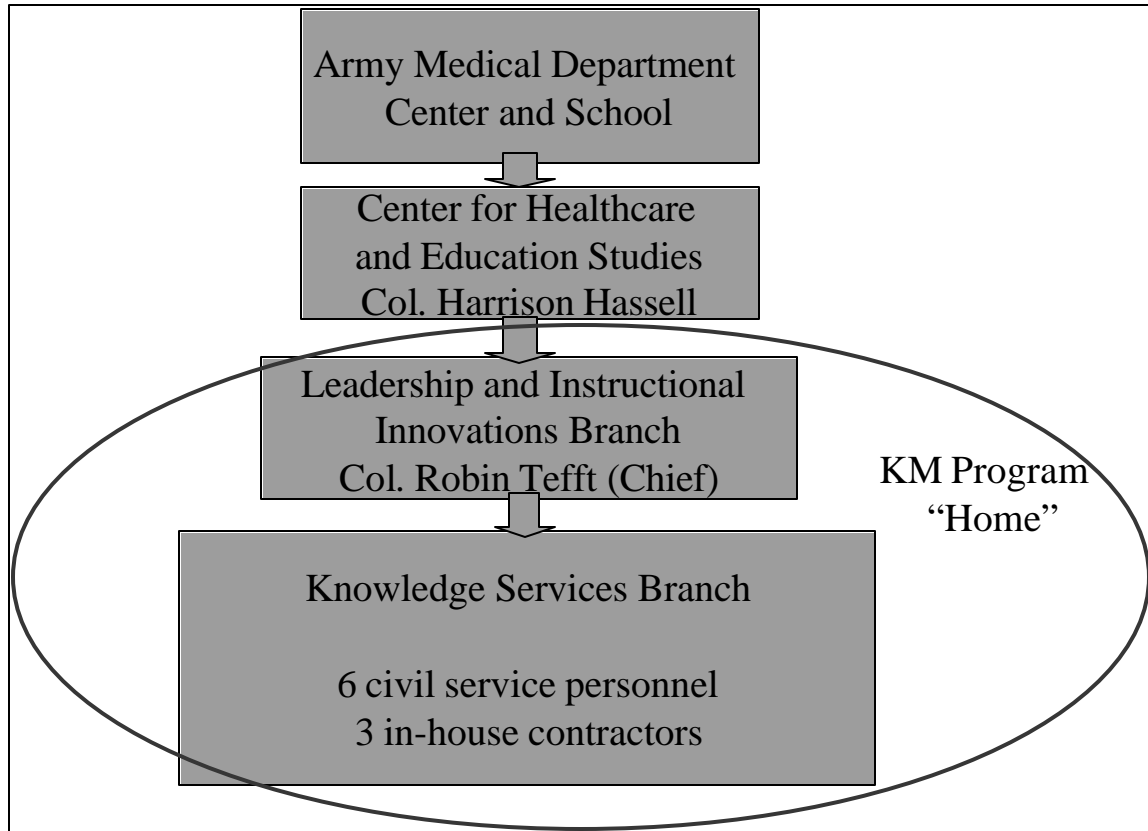 Army Medical Department
Center and School
Center for Healthcare
and Education Studies
Col. Harrison Hassell
Leadership and Instructional
Innovations Branch
Col. Robin Tefft (Chief)
KM Program
“Home”
Knowledge Services Branch
6 civil service personnel
3 in-house contractors